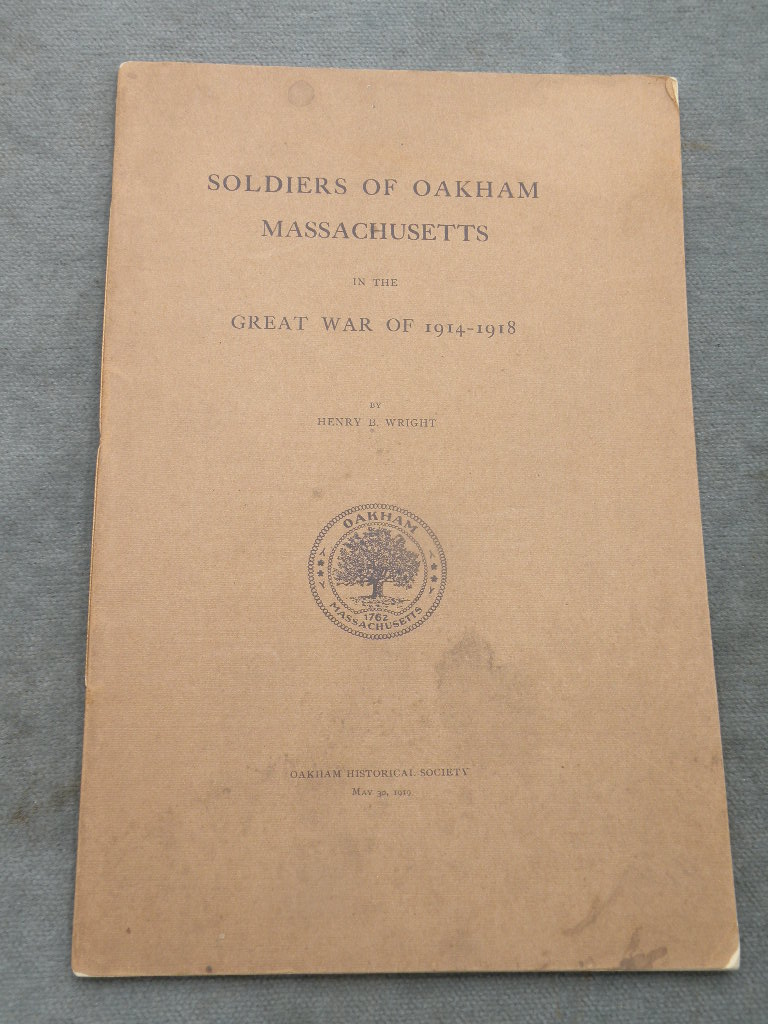 SOLDIERS OF OAKHAM
MASSACHUSETTS
IN THE
GREAT WAR OF 1914-1918
BY
HENRY B. WRIGHT
OAKHAM
1762
MASSACHUSETTS
OAKHAM HISTORICAL SOCIETY
MAY 30, 1919